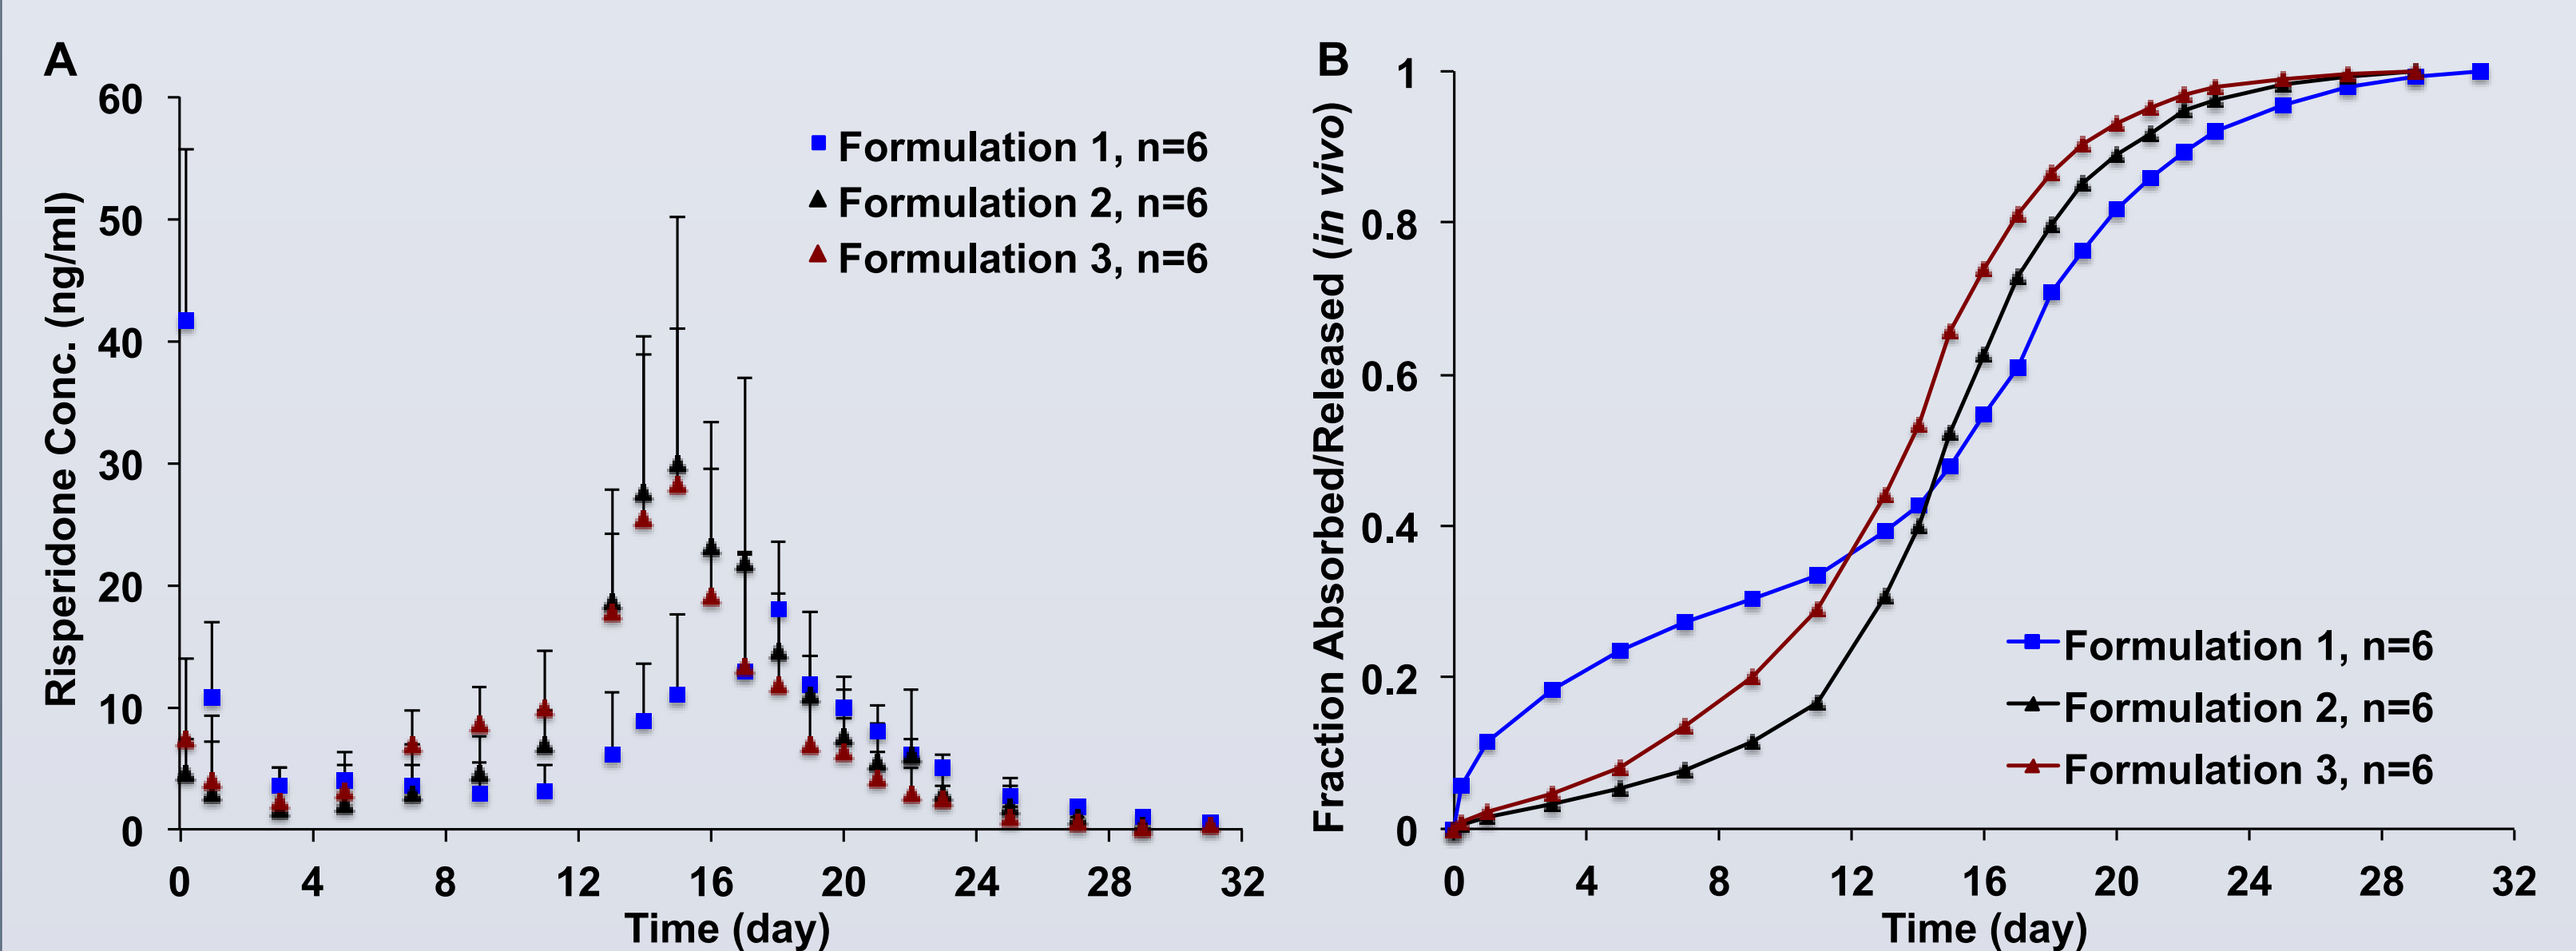 A
Risperidone Conc. (ng/ml)
60
50
40
30
20
10
0
Formulation 1, n=6
Formulation 2, n=6
Formulation 3, n=6
0 4 8 12 16 20 24 28 32
Time (day)
B
Fraction Absorbed/Released (in vivo)
1
0.8
0.6
0.4
0.2
0
Formulation 1, n=6
Formulation 2, n=6
Formulation 3, n=6
0 4 8 12 16 20 24 28 32
Time (day)